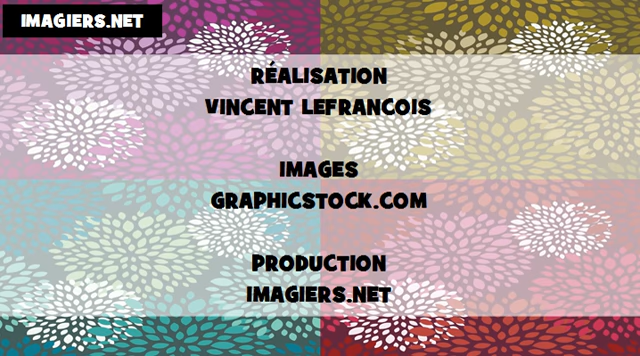 IMAGIERS.NET
RÉALISATION
VINCENT LEFRANCOIS
IMAGES
GRAPHICSTOCK.COM
PRODUCTION
IMAGIERS.NET